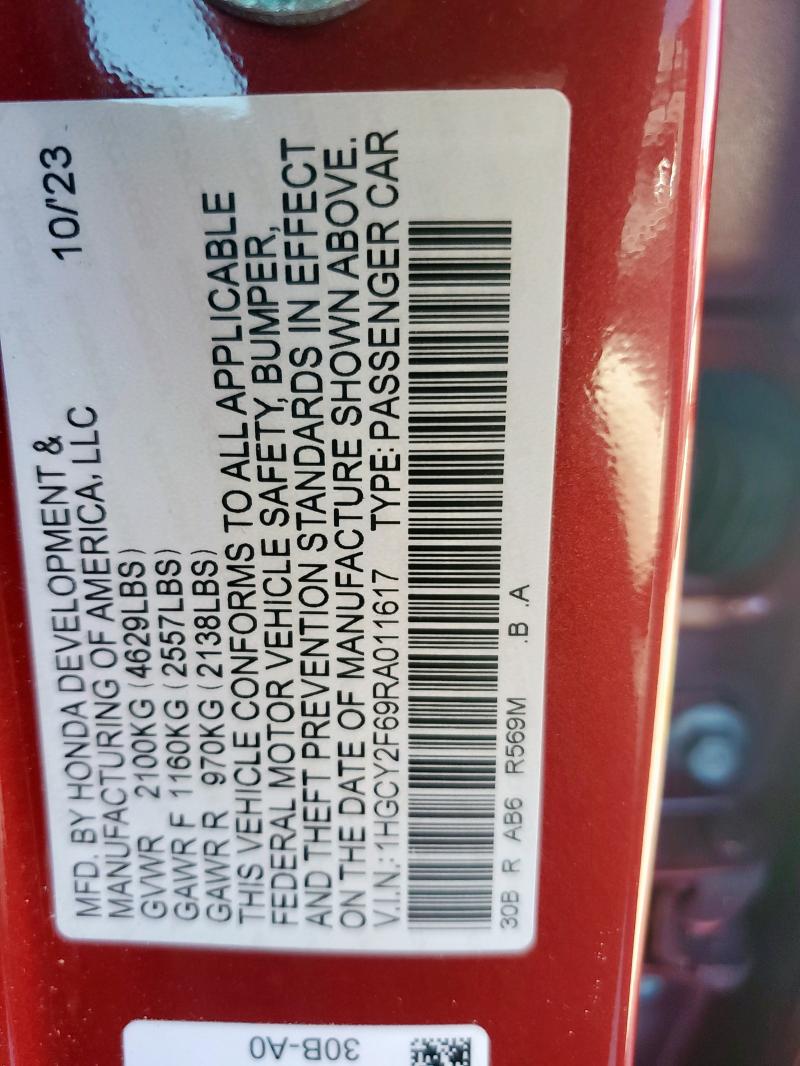 MFD. BY HONDA DEVELOPMENT &
MANUFACTURING OF AMERICA, LLC 10/'23
GVWR 2100KG (4629LBS)
GAWR F 1160KG (2557LBS)
GAWR R 970KG (2138LBS)
THIS VEHICLE CONFORMS TO ALL APPLICABLE
FEDERAL MOTOR VEHICLE SAFETY, BUMPER,
AND THEFT PREVENTION STANDARDS IN EFFECT
ON THE DATE OF MANUFACTURE SHOWN ABOVE.
V.I.N.: 1HGCY2F69RA011617 TYPE: PASSENGER CAR
30B R AB6 R569M .B .A
30B-A0